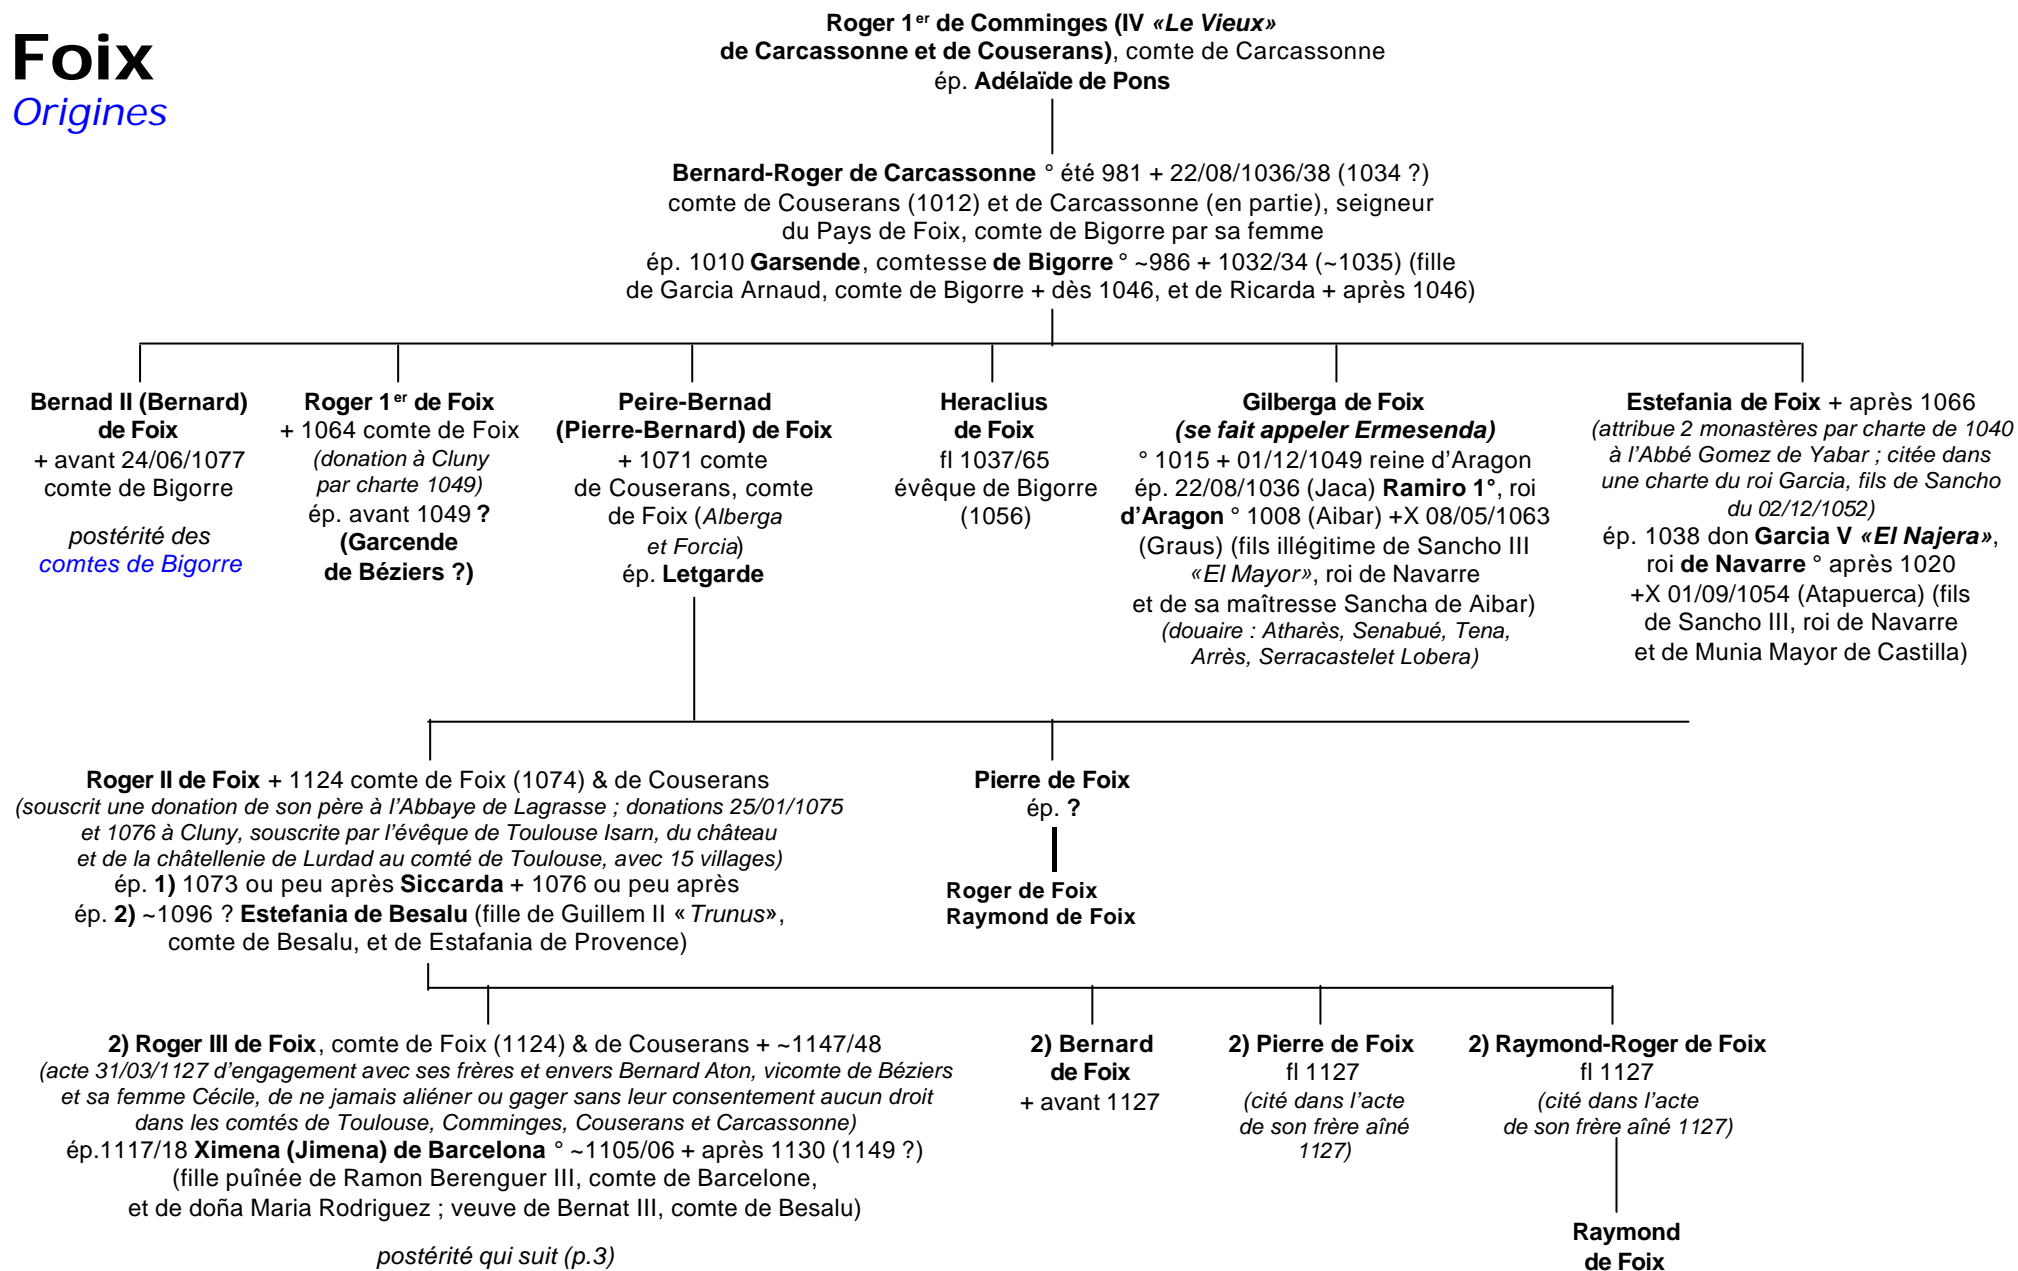 Foix
Origines
Roger 1er de Comminges (IV «Le Vieux»
de Carcassonne et de Couserans), comte de Carcassonne
ép. Adélaïde de Pons
Bernard-Roger de Carcassonne ° été 981 + 22/08/1036/38 (1034 ?)
comte de Couserans (1012) et de Carcassonne (en partie), seigneur
du Pays de Foix, comte de Bigorre par sa femme
ép. 1010 Garsende, comtesse de Bigorre ° ~986 + 1032/34 (~1035) (fille
de Garcia Arnaud, comte de Bigorre + dès 1046, et de Ricarda + après 1046)
Bernad II (Bernard)
de Foix
+ avant 24/06/1077
comte de Bigorre
postérité des
comtes de Bigorre
Roger 1er de Foix
+ 1064 comte de Foix
(donation à Cluny
par charte 1049)
ép. avant 1049 ?
(Garcende
de Béziers ?)
Peire-Bernad
(Pierre-Bernard) de Foix
+ 1071 comte
de Couserans, comte
de Foix (Alberga
et Forcia)
ép. Letgarde
Heraclius
de Foix
fl 1037/65
évêque de Bigorre
(1056)
Gilberga de Foix
(se fait appeler Ermesenda)
° 1015 + 01/12/1049 reine d'Aragon
ép. 22/08/1036 (Jaca) Ramiro 1°, roi
d'Aragon ° 1008 (Aibar) +X 08/05/1063
(Graus) (fils illégitime de Sancho III
«El Mayor», roi de Navarre
et de sa maîtresse Sancha de Aibar)
(douaire : Atharès, Senabué, Tena,
Arrès, Serracastelet Lobera)
Estefania de Foix + après 1066
(attribue 2 monastères par charte de 1040
à l'Abbé Gomez de Yabar ; citée dans
une charte du roi Garcia, fils de Sancho
du 02/12/1052)
ép. 1038 don Garcia V «El Najera»,
roi de Navarre ° après 1020
+X 01/09/1054 (Atapuerca) (fils
de Sancho III, roi de Navarre
et de Munia Mayor de Castilla)
Roger II de Foix + 1124 comte de Foix (1074) & de Couserans
(souscrit une donation de son père à l'Abbaye de Lagrasse ; donations 25/01/1075
et 1076 à Cluny, souscrite par l'évêque de Toulouse Isarn, du château
et de la châtellenie de Lurdad au comté de Toulouse, avec 15 villages)
ép. 1) 1073 ou peu après Siccarda + 1076 ou peu après
ép. 2) ~1096 ? Estefania de Besalu (fille de Guillem II «Trunus»,
comte de Besalu, et de Estafania de Provence)
Pierre de Foix
ép. ?
Roger de Foix
Raymond de Foix
2) Roger III de Foix, comte de Foix (1124) & de Couserans + ~1147/48
(acte 31/03/1127 d'engagement avec ses frères et envers Bernard Aton, vicomte de Béziers
et sa femme Cécile, de ne jamais aliéner ou gager sans leur consentement aucun droit
dans les comtés de Toulouse, Comminges, Couserans et Carcassonne)
ép.1117/18 Ximena (Jimena) de Barcelona ° ~1105/06 + après 1130 (1149 ?)
(fille puînée de Ramon Berenguer III, comte de Barcelone,
et de doña Maria Rodriguez ; veuve de Bernat III, comte de Besalu)
postérité qui suit (p.3)
2) Bernard
de Foix
+ avant 1127
2) Pierre de Foix
fl 1127
(cité dans l'acte
de son frère aîné
1127)
2) Raymond-Roger de Foix
fl 1127
(cité dans l'acte
de son frère aîné 1127)
Raymond
de Foix